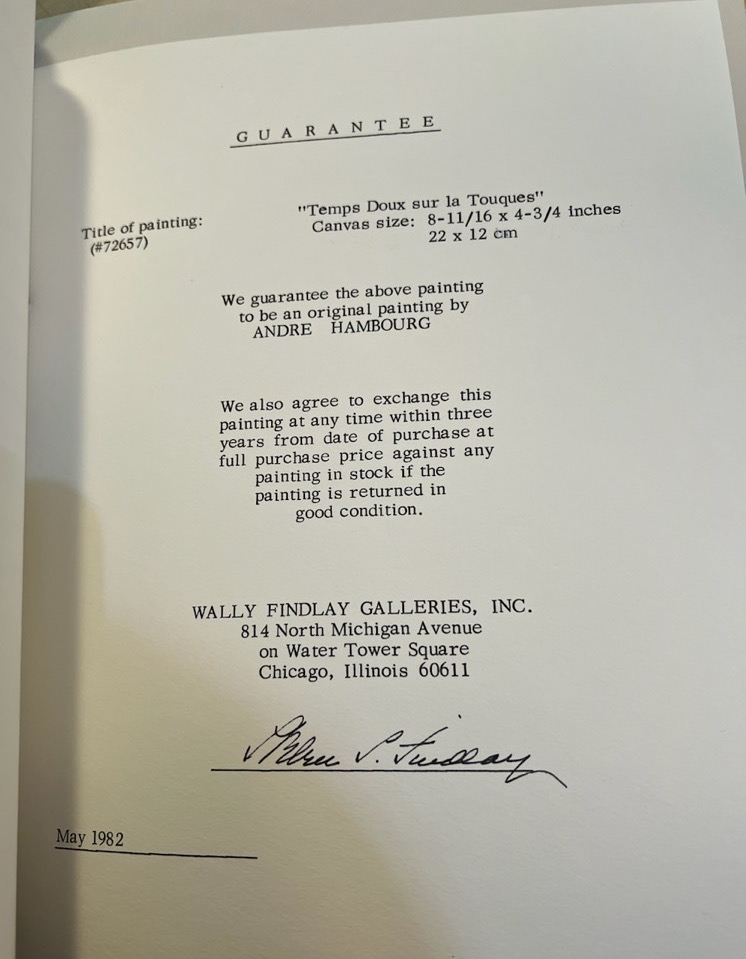 G U A R A N T E E
Title of painting:
(#72657)
"Temps Doux sur la Touques"
Canvas size: 8-11/16 x 4-3/4 inches
22 x 12 cm
We guarantee the above painting
to be an original painting by
ANDRE HAMBOURG
We also agree to exchange this
painting at any time within three
years from date of purchase at
full purchase price against any
painting in stock if the
painting is returned in
good condition.
WALLY FINDLAY GALLERIES, INC.
814 North Michigan Avenue
on Water Tower Square
Chicago, Illinois 60611
S. Findlay
May 1982